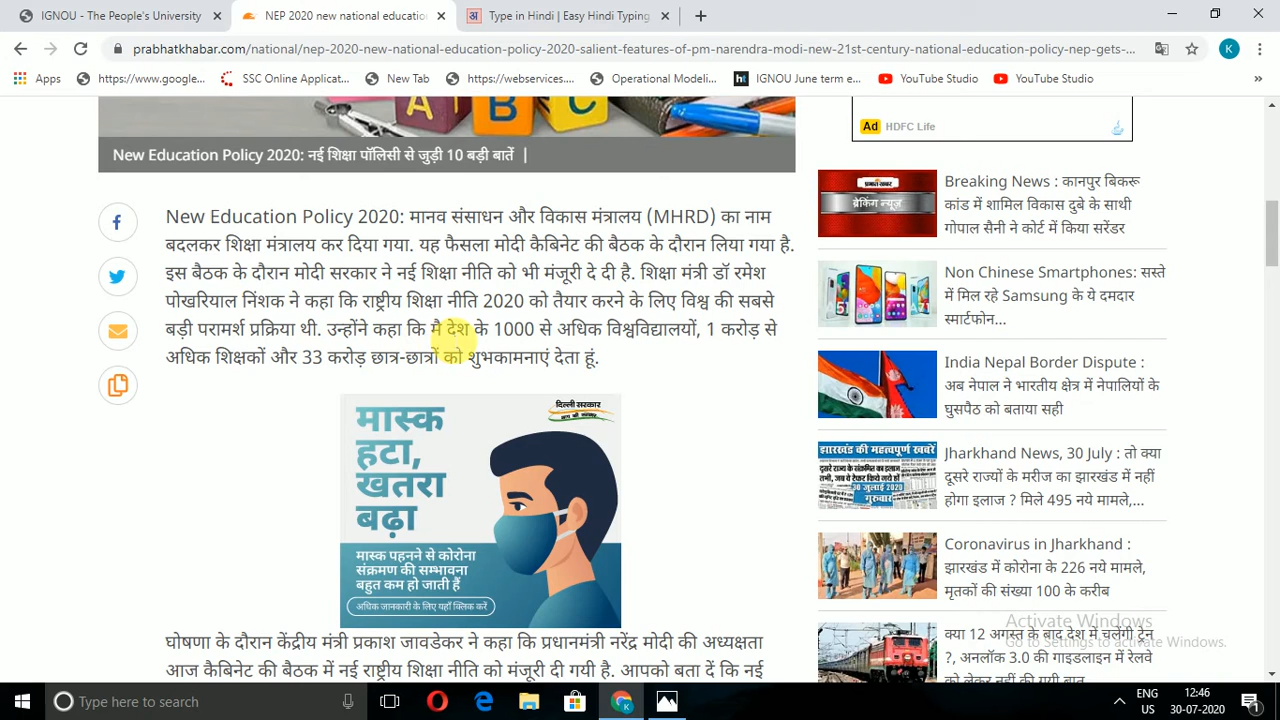 IGNOU - The People's University
NEP 2020 new national educatio
Type in Hindi | Easy Hindi Typing
prabhatkhabar.com/national/nep-2020-new-national-education-policy-2020-salient-features-of-pm-narendra-modi-new-21st-century-national-education-policy-nep-gets-...
K
Apps
https://www.google...
SSC Online Applicat...
New Tab
https://webservices....
Operational Modeli...
IGNOU June term e...
YouTube Studio
YouTube Studio
»
A B C
New Education Policy 2020: नई शिक्षा पॉलिसी से जुड़ी 10 बड़ी बातें |
New Education Policy 2020: मानव संसाधन और विकास मंत्रालय (MHRD) का नाम
बदलकर शिक्षा मंत्रालय कर दिया गया. यह फैसला मोदी कैबिनेट की बैठक के दौरान लिया गया है.
इस बैठक के दौरान मोदी सरकार ने नई शिक्षा नीति को भी मंजूरी दे दी है. शिक्षा मंत्री डॉ रमेश
पोखरियाल निंशक ने कहा कि राष्ट्रीय शिक्षा नीति 2020 को तैयार करने के लिए विश्व की सबसे
बड़ी परामर्श प्रक्रिया थी. उन्होंने कहा कि मै देश के 1000 से अधिक विश्वविद्यालयों, 1 करोड़ से
अधिक शिक्षकों और 33 करोड़ छात्र-छात्रों को शुभकामनाएं देता हूं.
दिल्ली सरकार
मास्क
हटा,
खतरा
बढ़ा
मास्क पहनने से कोरोना
संक्रमण की सम्भावना
बहुत कम हो जाती हैं
अधिक जानकारी के लिए यहाँ क्लिक करें
घोषणा के दौरान केंद्रीय मंत्री प्रकाश जावडेकर ने कहा कि प्रधानमंत्री नरेंद्र मोदी की अध्यक्षता
आज कैबिनेट की बैठक में नई राष्ट्रीय शिक्षा नीति को मंजूरी दी गयी है. आपको बता दें कि नई
Ad HDFC Life
ब्रेकिंग न्यूज़
Breaking News : कानपुर बिकरू
कांड में शामिल विकास दुबे के साथी
गोपाल सैनी ने कोर्ट में किया सरेंडर
Non Chinese Smartphones: सस्ते
में मिल रहे Samsung के ये दमदार
स्मार्टफोन...
India Nepal Border Dispute :
अब नेपाल ने भारतीय क्षेत्र में नेपालियों के
घुसपैठ को बताया सही
झारखंड की महत्वपूर्ण खबरें
30 जुलाई 2020
गुरुवार
Jharkhand News, 30 July : तो क्या
दूसरे राज्यों के मरीज का झारखंड में नहीं
होगा इलाज ? मिले 495 नये मामले,...
Coronavirus in Jharkhand :
झारखंड में कोरोना के 226 नये मामले,
मृतकों की संख्या 100 के करीब
क्या 12 अगस्त के बाद देश में चलेंगी ट्रेन
?, अनलॉक 3.0 की गाइडलाइन में रेलवे
को लेकर नहीं की गयी बात
Activate Windows
Go to Settings to activate Windows.
Type here to search
ENG
US
12:46
30-07-2020
1